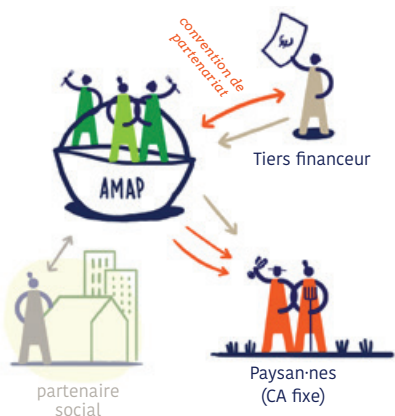 convention de
partenariat
Tiers financeur
AMAP
partenaire
social
Paysan·nes
(CA fixe)